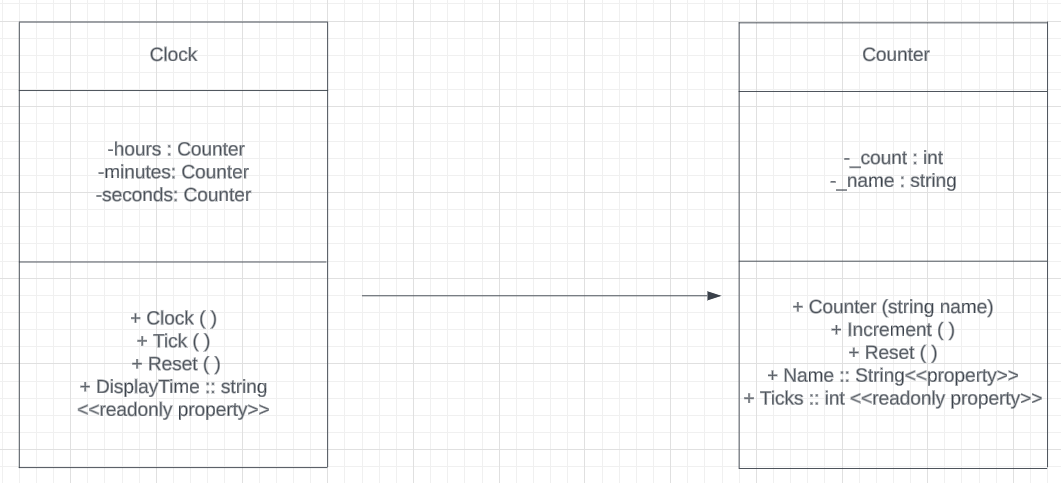 Clock
-hours : Counter
-minutes: Counter
-seconds: Counter
+ Clock ( )
+ Tick ( )
+ Reset ( )
+ DisplayTime :: string
<<readonly property>>
Counter
-_count : int
-_name : string
+ Counter (string name)
+ Increment ( )
+ Reset ( )
+ Name :: String<<property>>
+ Ticks :: int <<readonly property>>